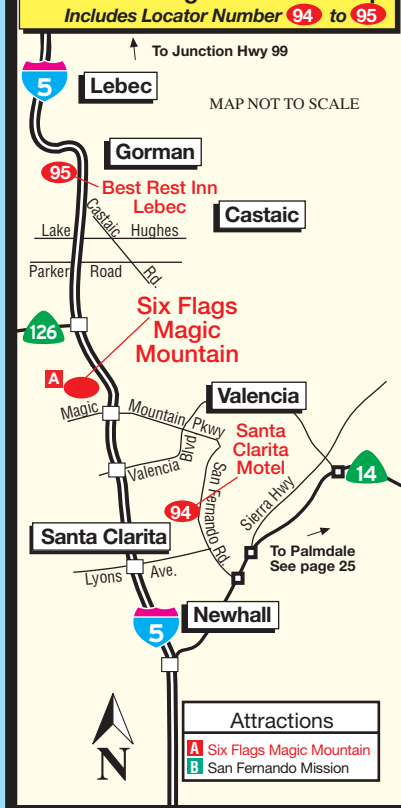 Includes Locator Number 94 to 95
To Junction Hwy 99
5
Lebec
MAP NOT TO SCALE
Gorman
95
Best Rest Inn
Lebec
Castaic
Castaic Rd.
Lake Hughes
Parker Road
126
Six Flags
Magic
Mountain
A
Magic Mountain Pkwy
Valencia
Valencia Blvd
Santa
Clarita
Motel
San Fernando Rd.
Sierra Hwy
14
94
Santa Clarita
To Palmdale
See page 25
Lyons Ave.
5
Newhall
N
Attractions
A Six Flags Magic Mountain
B San Fernando Mission